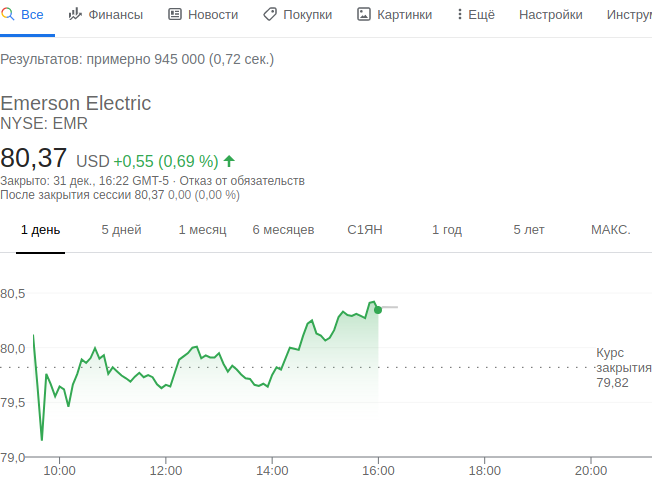 Все Финансы Новости Покупки Картинки Ещё Настройки
Результатов: примерно 945 000 (0,72 сек.)
Emerson Electric
NYSE: EMR
80,37 USD +0,55 (0,69 %)
Закрыто: 31 дек., 16:22 GMT-5 · Отказ от обязательств
После закрытия сессии 80,37 0,00 (0,00 %)
1 день 5 дней 1 месяц 6 месяцев С1ЯН 1 год 5 лет МАКС.
80,5
80,0
Курс
закрытия
79,82
79,5
79,0
10:00 12:00 14:00 16:00 18:00 20:00